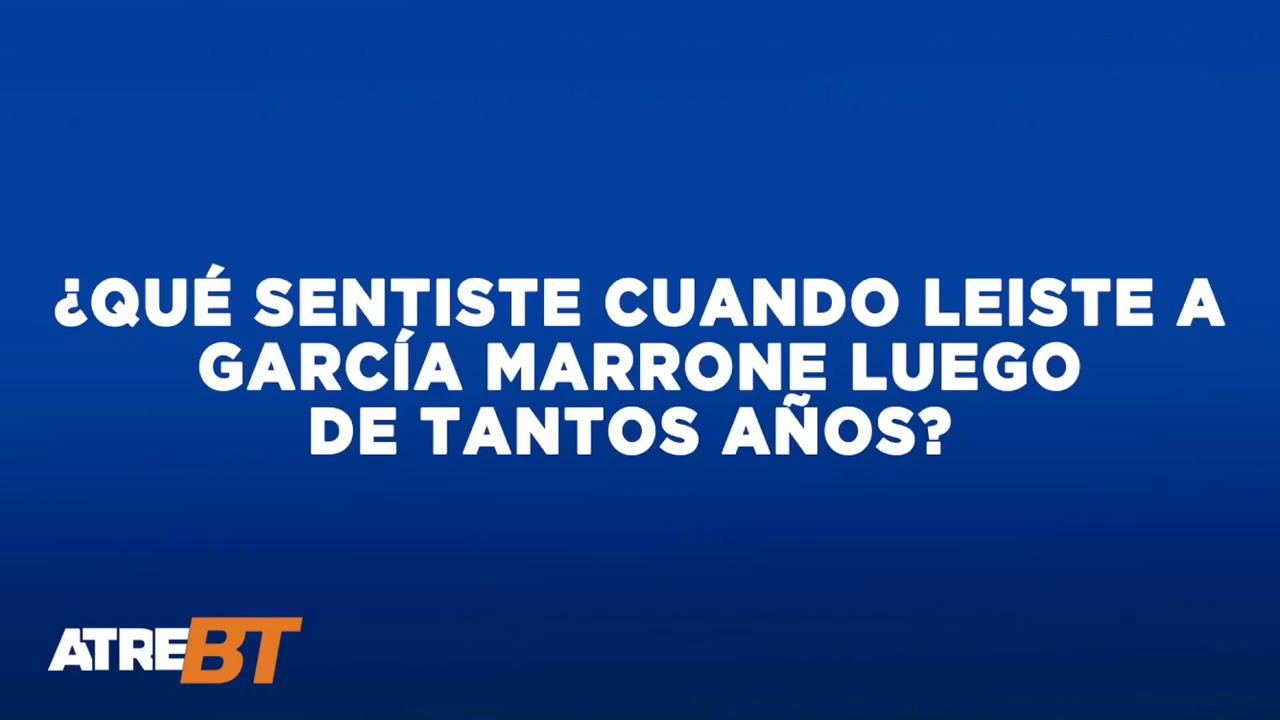 ¿QUÉ SENTISTE CUANDO LEISTE A
GARCÍA MARRONE LUEGO
DE TANTOS AÑOS?
ATREBT